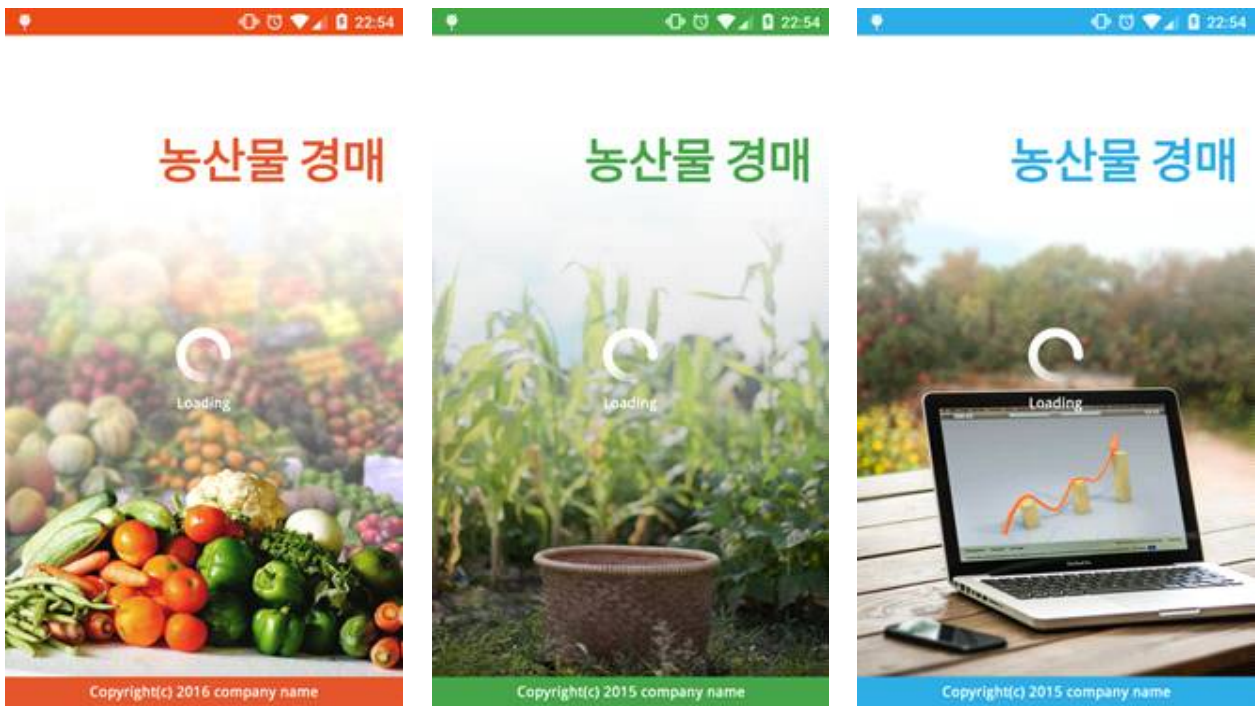 22:54
농산물 경매
Loading
Copyright(c) 2016 company name
22:54
농산물 경매
Loading
Copyright(c) 2015 company name
22:54
농산물 경매
Loading
Copyright(c) 2015 company name